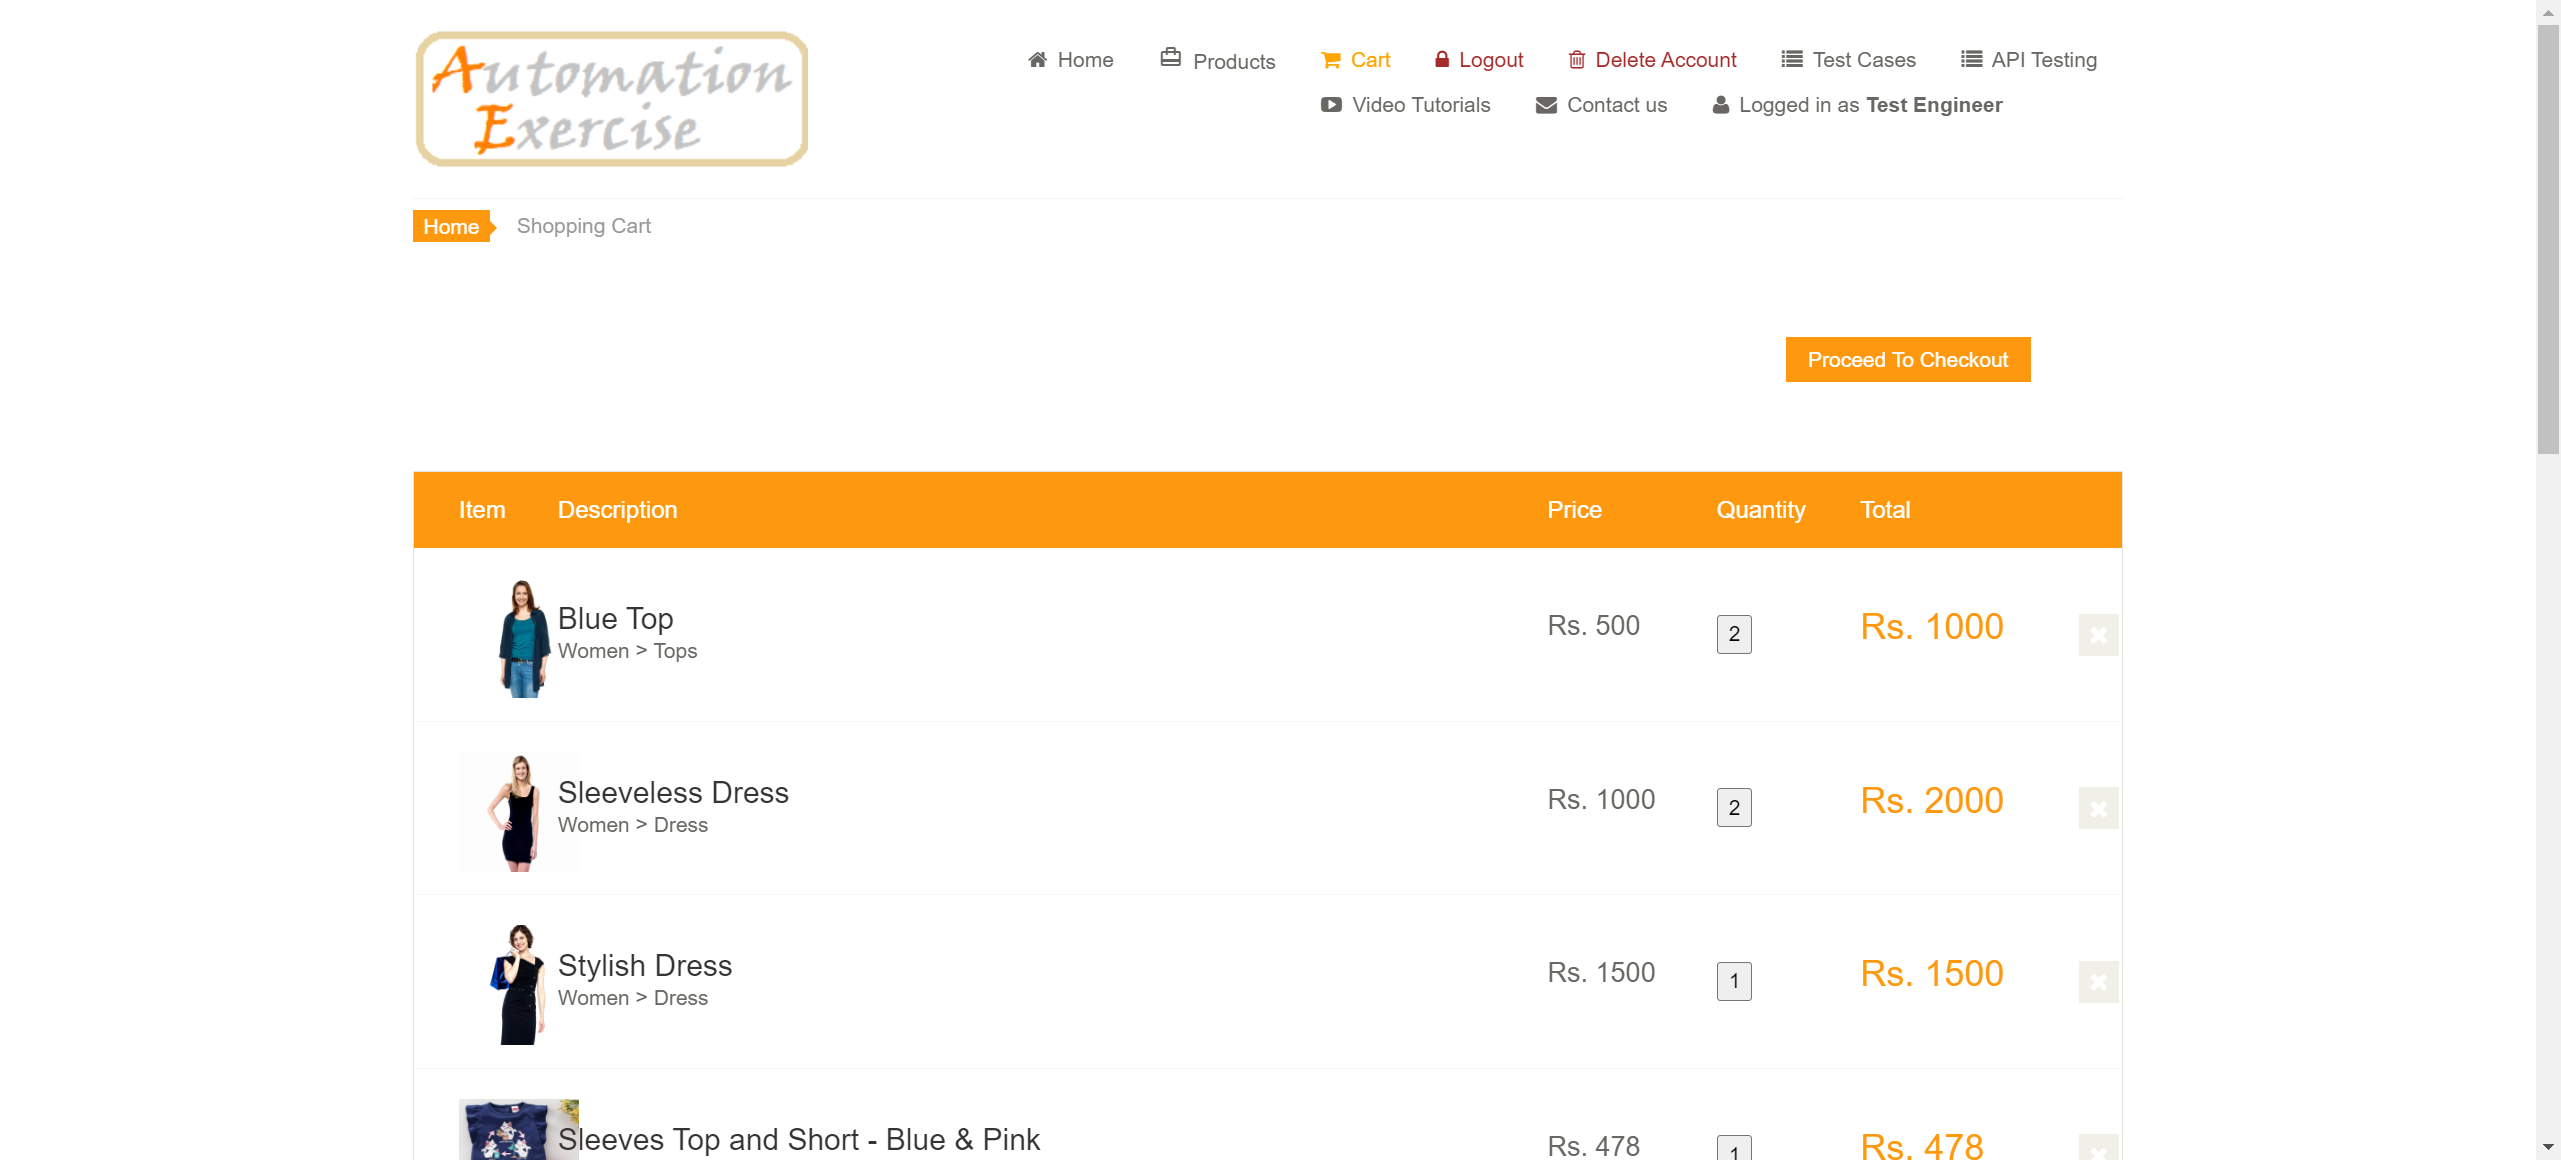 Automation
Exercise
Home
Products
Cart
Logout
Delete Account
Test Cases
API Testing
Video Tutorials
Contact us
Logged in as Test Engineer
Home
Shopping Cart
Proceed To Checkout
Item Description Price Quantity Total
Blue Top
Women > Tops
Rs. 500
2
Rs. 1000
Sleeveless Dress
Women > Dress
Rs. 1000
2
Rs. 2000
Stylish Dress
Women > Dress
Rs. 1500
1
Rs. 1500
Sleeves Top and Short - Blue & Pink
Rs. 478
1
Rs. 478